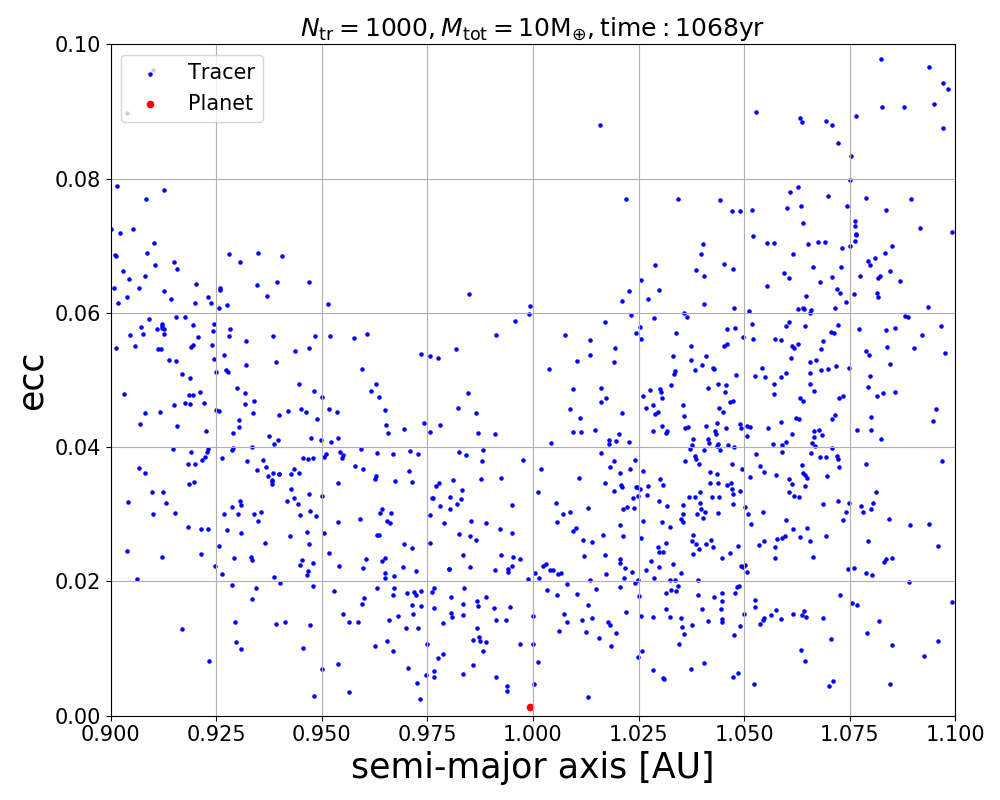 N_tr = 1000, M_tot = 10M_⊕, time : 1068yr
Tracer
Planet
ecc
0.10
0.08
0.06
0.04
0.02
0.00
0.900 0.925 0.950 0.975 1.000 1.025 1.050 1.075 1.100
semi-major axis [AU]